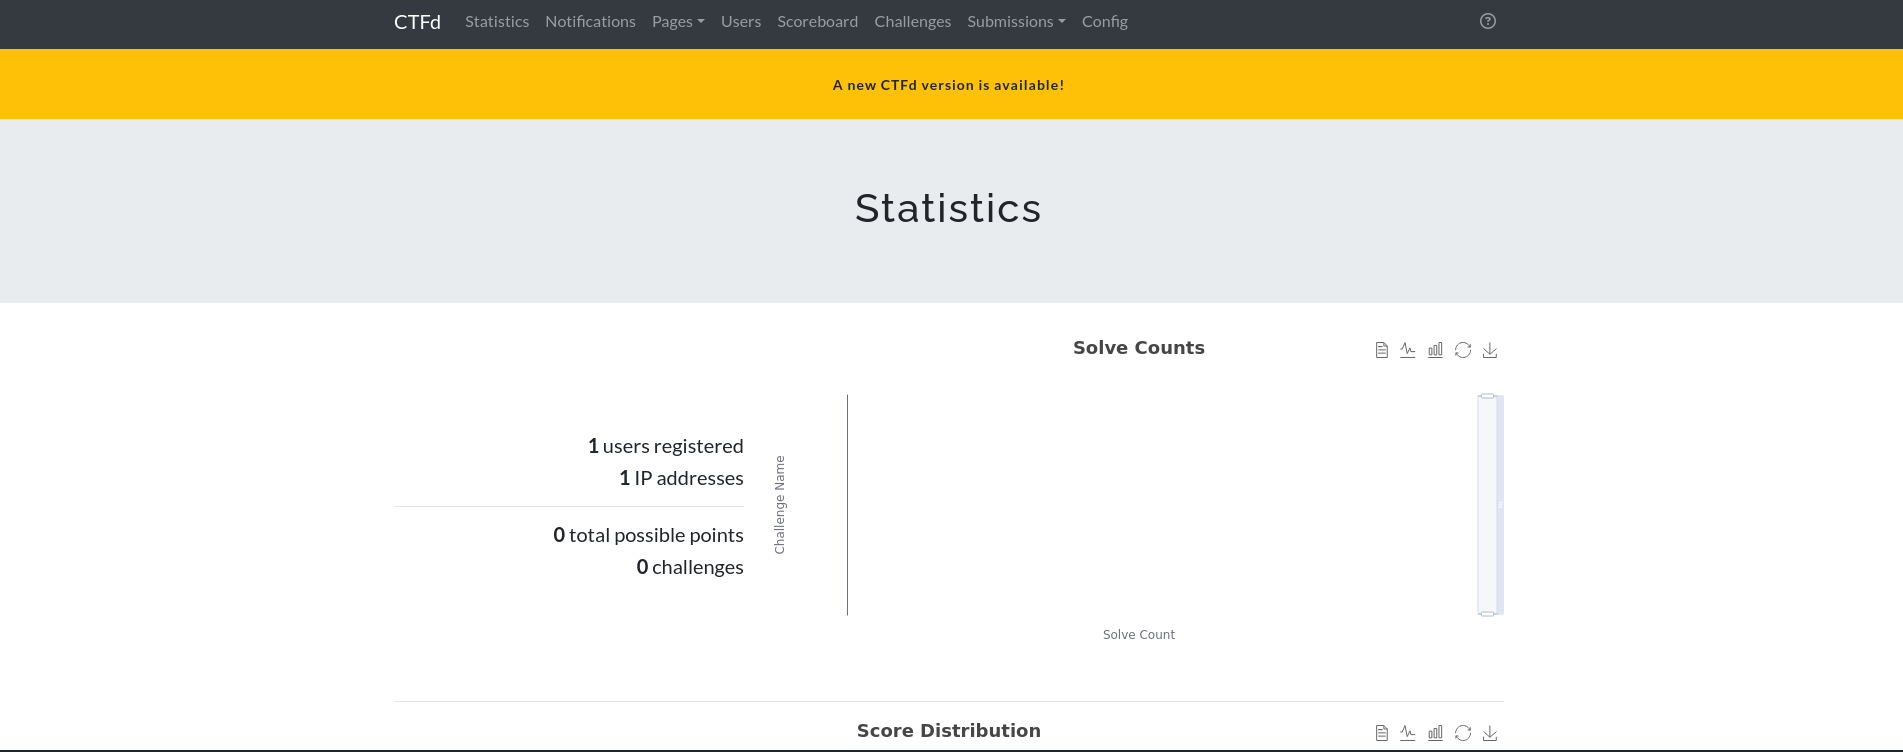 CTFd Statistics Notifications Pages Users Scoreboard Challenges Submissions Config
A new CTFd version is available!
Statistics
Solve Counts
1 users registered
1 IP addresses
0 total possible points
0 challenges
Challenge Name
Solve Count
Score Distribution